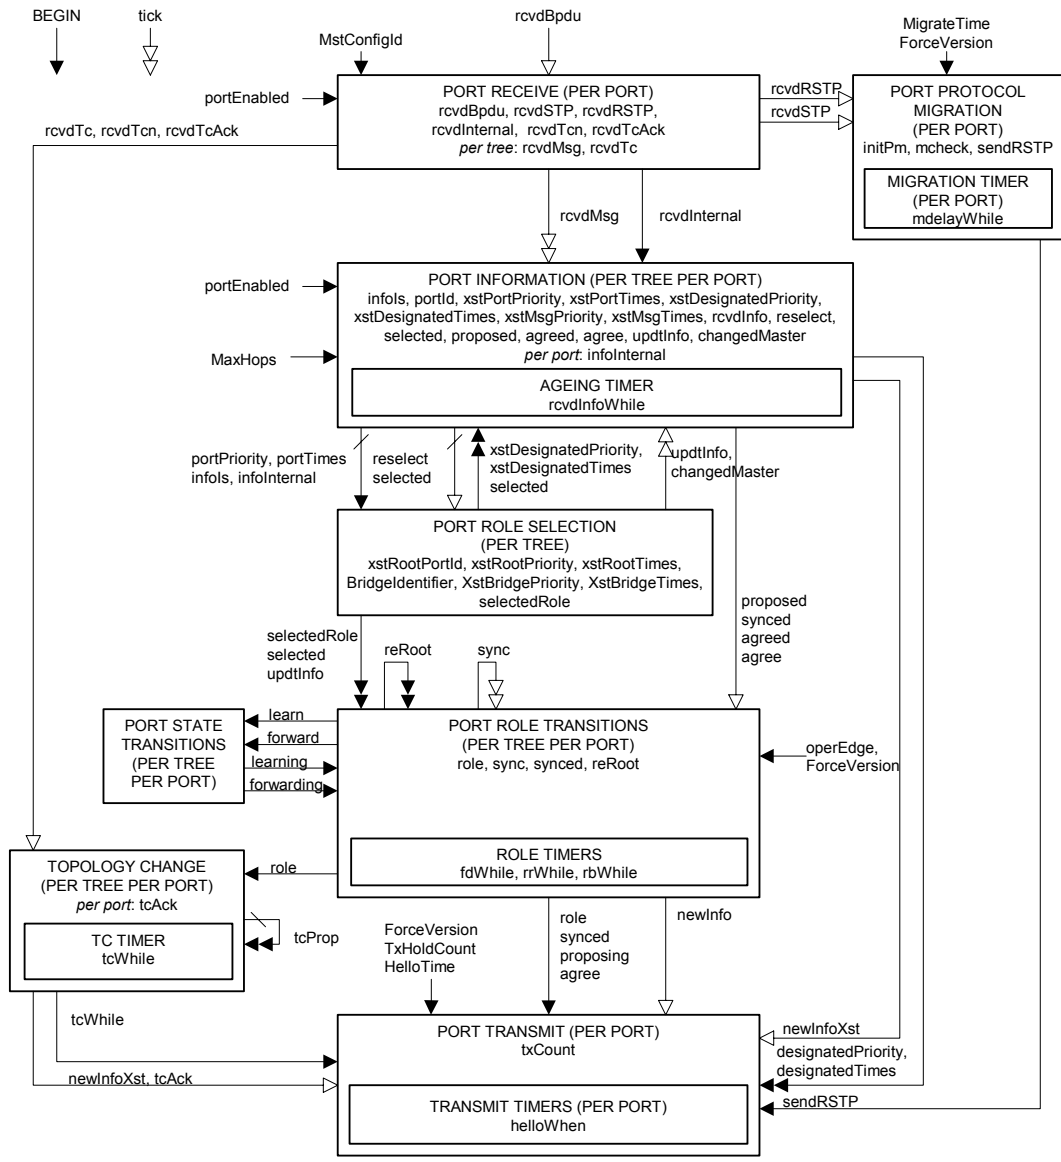 BEGIN
tick
rcvdBpdu
MstConfigId
MigrateTime
ForceVersion
portEnabled
PORT RECEIVE (PER PORT)
rcvdBpdu, rcvdSTP, rcvdRSTP,
rcvdInternal, rcvdTcn, rcvdTcAck
per tree: rcvdMsg, rcvdTc
rcvdRSTP
rcvdSTP
PORT PROTOCOL
MIGRATION
(PER PORT)
initPm, mcheck, sendRSTP
MIGRATION TIMER
(PER PORT)
mdelayWhile
rcvdTc, rcvdTcn, rcvdTcAck
rcvdMsg
rcvdInternal
portEnabled
MaxHops
PORT INFORMATION (PER TREE PER PORT)
infoIs, portId, xstPortPriority, xstPortTimes, xstDesignatedPriority,
xstDesignatedTimes, xstMsgPriority, xstMsgTimes, rcvdInfo, reselect,
selected, proposed, agreed, agree, updtInfo, changedMaster
per port: infoInternal
AGEING TIMER
rcvdInfoWhile
portPriority, portTimes
infoIs, infoInternal
reselect
selected
xstDesignatedPriority,
xstDesignatedTimes
selected
updtInfo,
changedMaster
PORT ROLE SELECTION
(PER TREE)
xstRootPortId, xstRootPriority, xstRootTimes,
BridgeIdentifier, XstBridgePriority, XstBridgeTimes,
selectedRole
selectedRole
selected
updtInfo
reRoot
sync
proposed
synced
agreed
agree
PORT STATE
TRANSITIONS
(PER TREE
PER PORT)
learn
forward
learning
forwarding
PORT ROLE TRANSITIONS
(PER TREE PER PORT)
role, sync, synced, reRoot
ROLE TIMERS
fdWhile, rrWhile, rbWhile
operEdge,
ForceVersion
TOPOLOGY CHANGE
(PER TREE PER PORT)
per port: tcAck
TC TIMER
tcWhile
role
tcProp
ForceVersion
TxHoldCount
HelloTime
role
synced
proposing
agree
newInfo
tcWhile
newInfoXst, tcAck
PORT TRANSMIT (PER PORT)
txCount
TRANSMIT TIMERS (PER PORT)
helloWhen
newInfoXst
designatedPriority,
designatedTimes
sendRSTP